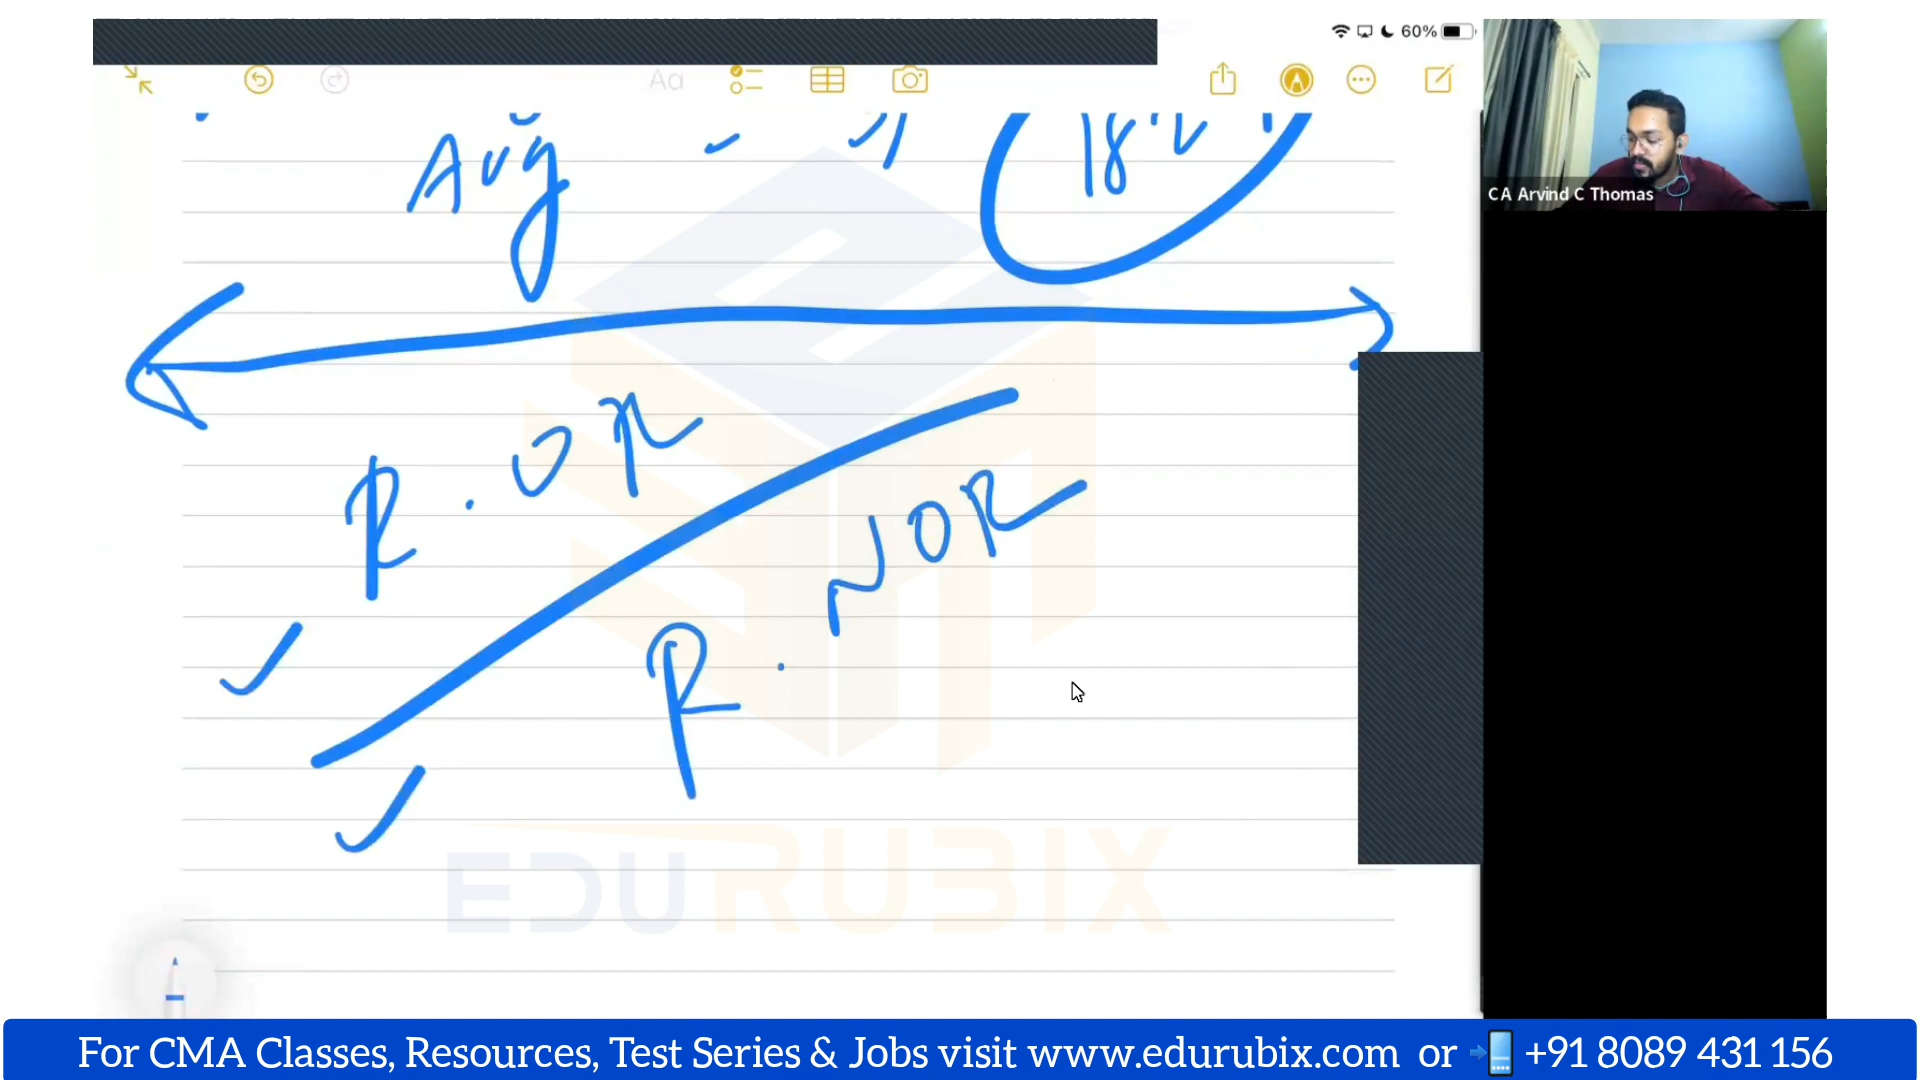 60%
Aa
Avg
R. OR
R. NOR
CA Arvind C Thomas
EDURUBIX
For CMA Classes, Resources, Test Series & Jobs visit www.edurubix.com or +91 8089 431 156